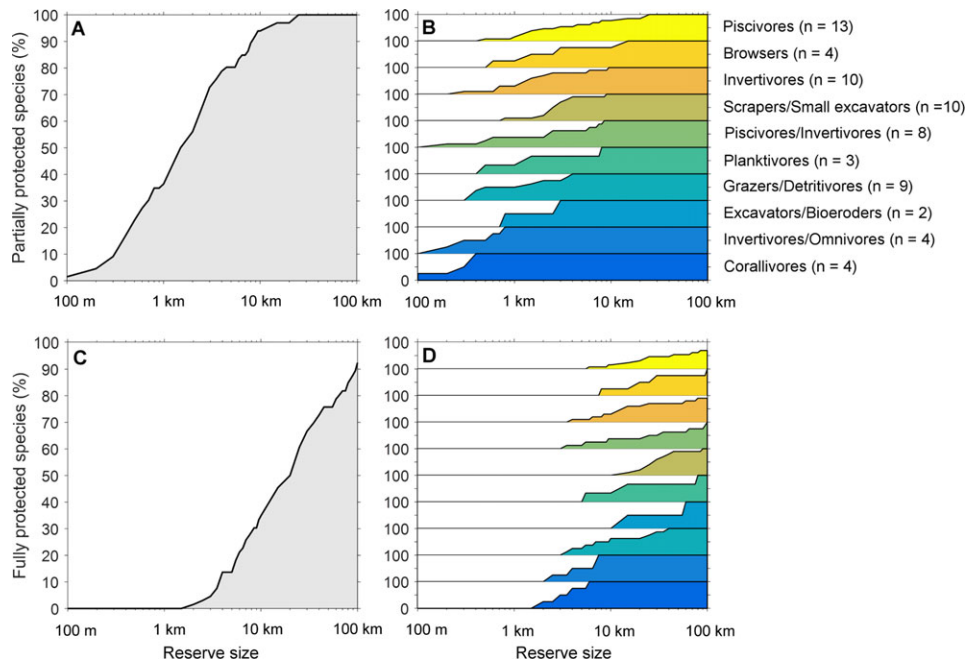 A
Partially protected species (%)
100
90
80
70
60
50
40
30
20
10
0
100 m
1 km
10 km
100 km
B
100
100
100
100
100
100
100
100
100
100
0
100 m
1 km
10 km
100 km
Piscivores (n = 13)
Browsers (n = 4)
Invertivores (n = 10)
Scrapers/Small excavators (n =10)
Piscivores/Invertivores (n = 8)
Planktivores (n = 3)
Grazers/Detritivores (n = 9)
Excavators/Bioeroders (n = 2)
Invertivores/Omnivores (n = 4)
Corallivores (n = 4)
C
Fully protected species (%)
100
90
80
70
60
50
40
30
20
10
0
100 m
1 km
10 km
100 km
Reserve size
D
100
100
100
100
100
100
100
100
100
100
0
100 m
1 km
10 km
100 km
Reserve size